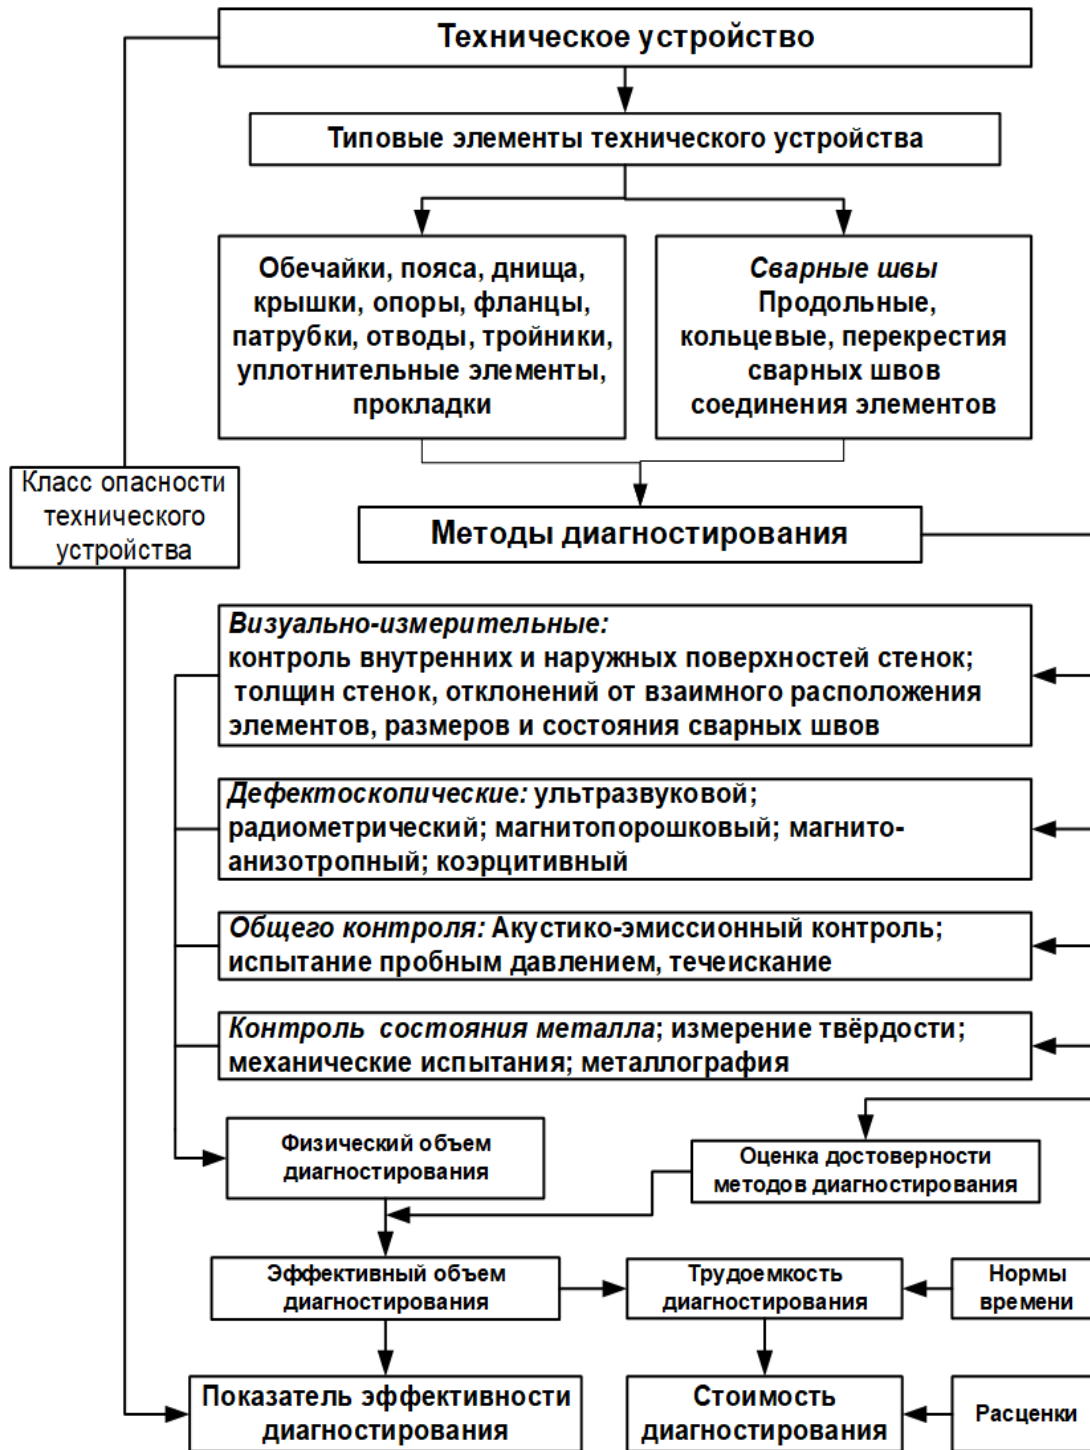 Техническое устройство
Типовые элементы технического устройства
Обечайки, пояса, днища,
крышки, опоры, фланцы,
патрубки, отводы, тройники,
уплотнительные элементы,
прокладки
Сварные швы
Продольные,
кольцевые, перекрестия
сварных швов
соединения элементов
Класс опасности
технического
устройства
Методы диагностирования
Визуально-измерительные:
контроль внутренних и наружных поверхностей стенок;
толщин стенок, отклонений от взаимного расположения
элементов, размеров и состояния сварных швов
Дефектоскопические: ультразвуковой;
радиометрический; магнитопорошковый; магнито-
анизотропный; коэрцитивный
Общего контроля: Акустико-эмиссионный контроль;
испытание пробным давлением, течеискание
Контроль состояния металла; измерение твёрдости;
механические испытания; металлография
Физический объем
диагностирования
Оценка достоверности
методов диагностирования
Эффективный объем
диагностирования
Трудоемкость
диагностирования
Нормы
времени
Показатель эффективности
диагностирования
Стоимость
диагностирования
Расценки